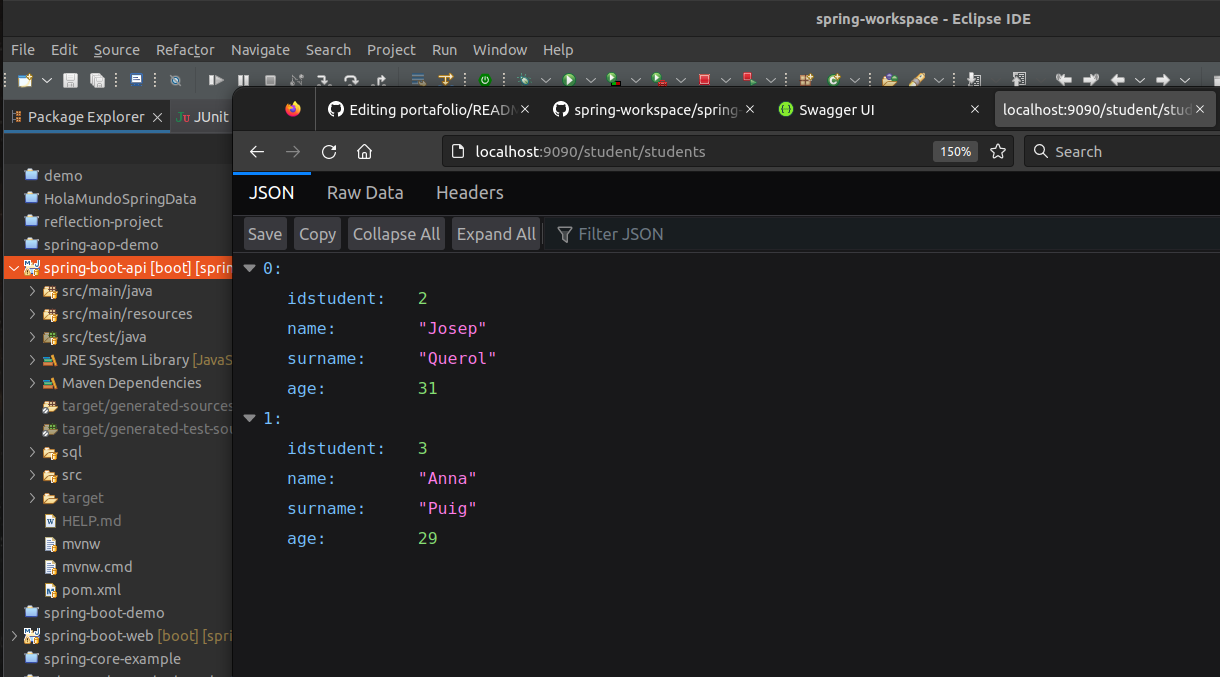 spring-workspace - Eclipse IDE
File Edit Source Refactor Navigate Search Project Run Window Help
Package Explorer
Ju JUnit
demo
HolaMundoSpringData
reflection-project
spring-aop-demo
spring-boot-api [boot] [sprin
src/main/java
src/main/resources
src/test/java
JRE System Library [JavaS
Maven Dependencies
target/generated-sources
target/generated-test-sou
sql
src
target
HELP.md
mvnw
mvnw.cmd
pom.xml
spring-boot-demo
spring-boot-web [boot] [spri
spring-core-example
Editing portafolio/READM
spring-workspace/spring-
Swagger UI
localhost:9090/student/stud
localhost:9090/student/students
150%
Search
JSON Raw Data Headers
Save Copy Collapse All Expand All Filter JSON
0:
idstudent: 2
name: "Josep"
surname: "Querol"
age: 31
1:
idstudent: 3
name: "Anna"
surname: "Puig"
age: 29